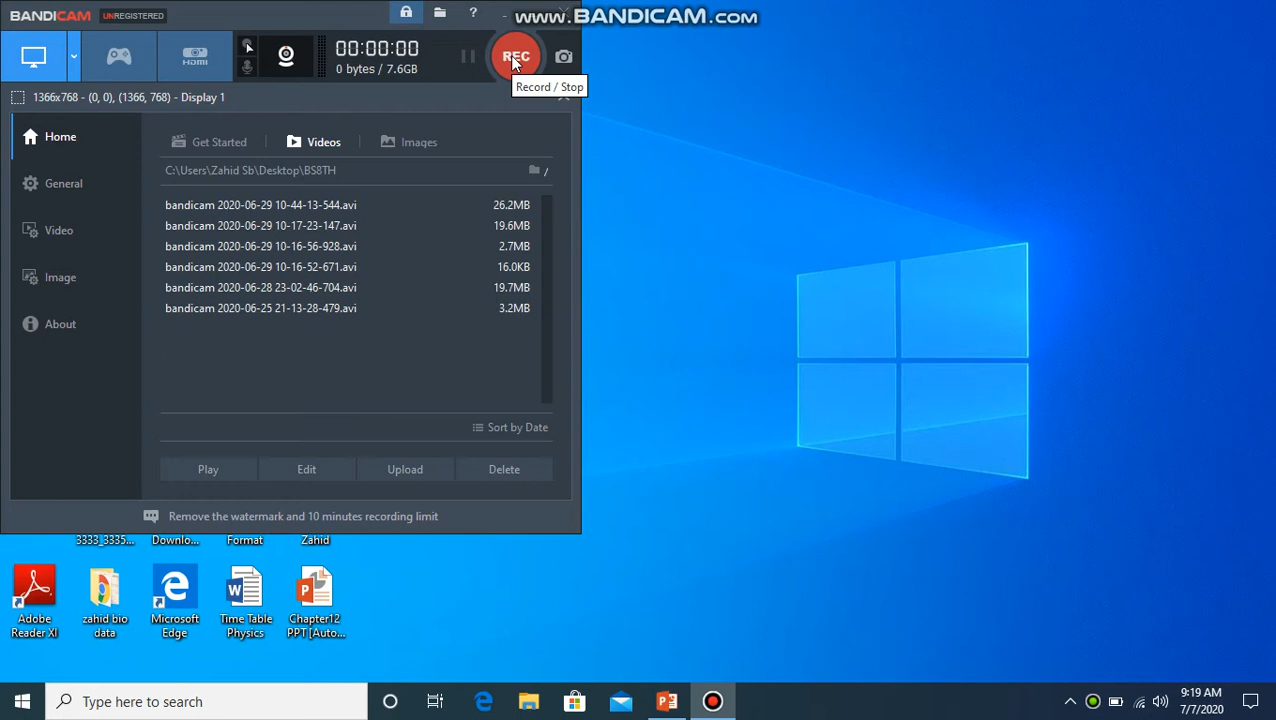 BANDICAM UNREGISTERED
www.BANDICAM.com
HDMI
00:00:00
0 bytes / 7.6GB
REC
Record / Stop
1366x768 - (0, 0), (1366, 768) - Display 1
Home
General
Video
Image
About
Get Started
Videos
Images
C:\Users\Zahid Sb\Desktop\BS8TH
bandicam 2020-06-29 10-44-13-544.avi 26.2MB
bandicam 2020-06-29 10-17-23-147.avi 19.6MB
bandicam 2020-06-29 10-16-56-928.avi 2.7MB
bandicam 2020-06-29 10-16-52-671.avi 16.0KB
bandicam 2020-06-28 23-02-46-704.avi 19.7MB
bandicam 2020-06-25 21-13-28-479.avi 3.2MB
Sort by Date
Play Edit Upload Delete
Remove the watermark and 10 minutes recording limit
3333_3335... Downlo... Format Zahid
Adobe Reader XI
zahid bio data
Microsoft Edge
Time Table Physics
Chapter12 PPT [Auto...
Type here to search
9:19 AM
7/7/2020